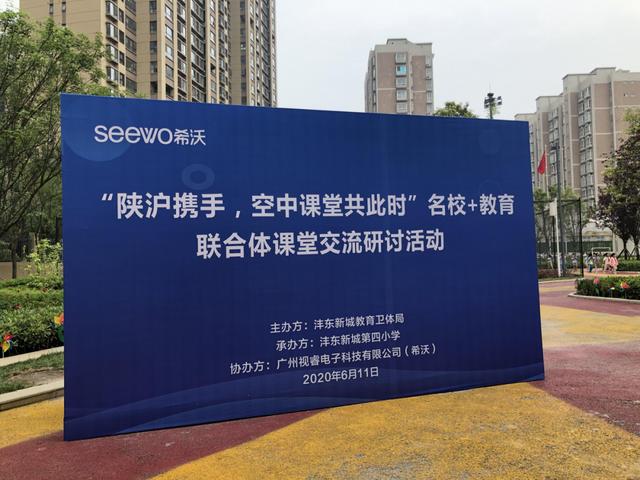 seewo希沃
“陕沪携手，空中课堂共此时”名校+教育
联合体课堂交流研讨活动
主办方：沣东新城教育卫体局
承办方：沣东新城第四小学
协办方：广州视睿电子科技有限公司（希沃）
2020年6月11日